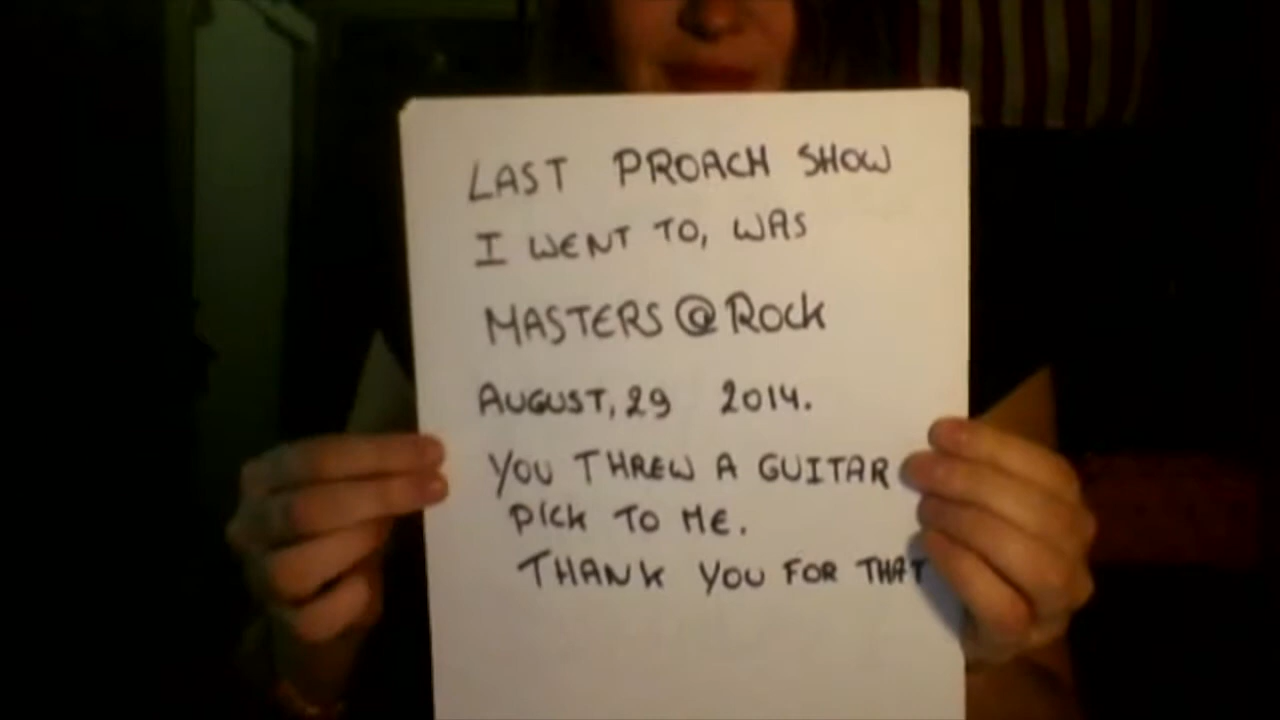 LAST PROACH SHOW
I WENT TO, WAS
MASTERS@ROCK
AUGUST, 29 2014.
YOU THREW A GUITAR
PICK TO ME.
THANK YOU FOR THAT